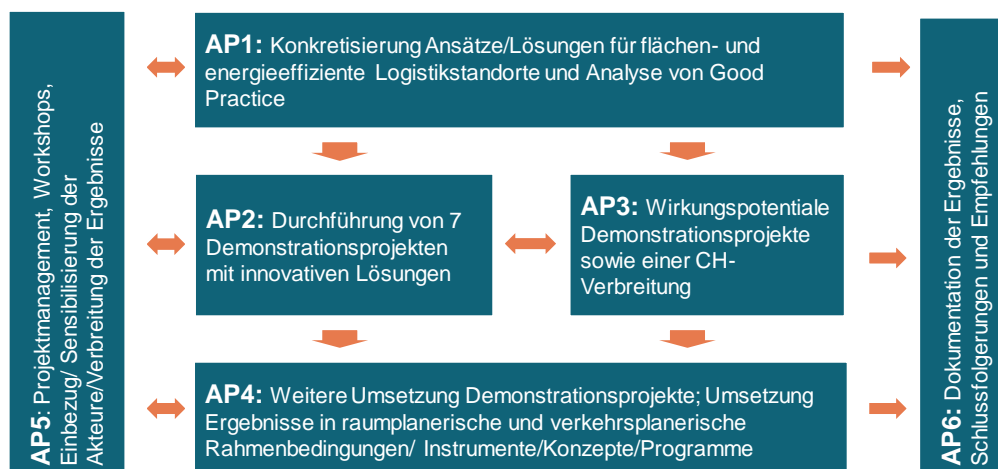 AP5: Projektmanagement, Workshops,
Einbezug/ Sensibilisierung der
Akteure/Verbreitung der Ergebnisse
AP1: Konkretisierung Ansätze/Lösungen für flächen- und
energieeffiziente Logistikstandorte und Analyse von Good
Practice
AP2: Durchführung von 7
Demonstrationsprojekten
mit innovativen Lösungen
AP3: Wirkungspotentiale
Demonstrationsprojekte
sowie einer CH-
Verbreitung
AP4: Weitere Umsetzung Demonstrationsprojekte; Umsetzung
Ergebnisse in raumplanerische und verkehrsplanerische
Rahmenbedingungen/ Instrumente/Konzepte/Programme
AP6: Dokumentation der Ergebnisse,
Schlussfolgerungen und Empfehlungen